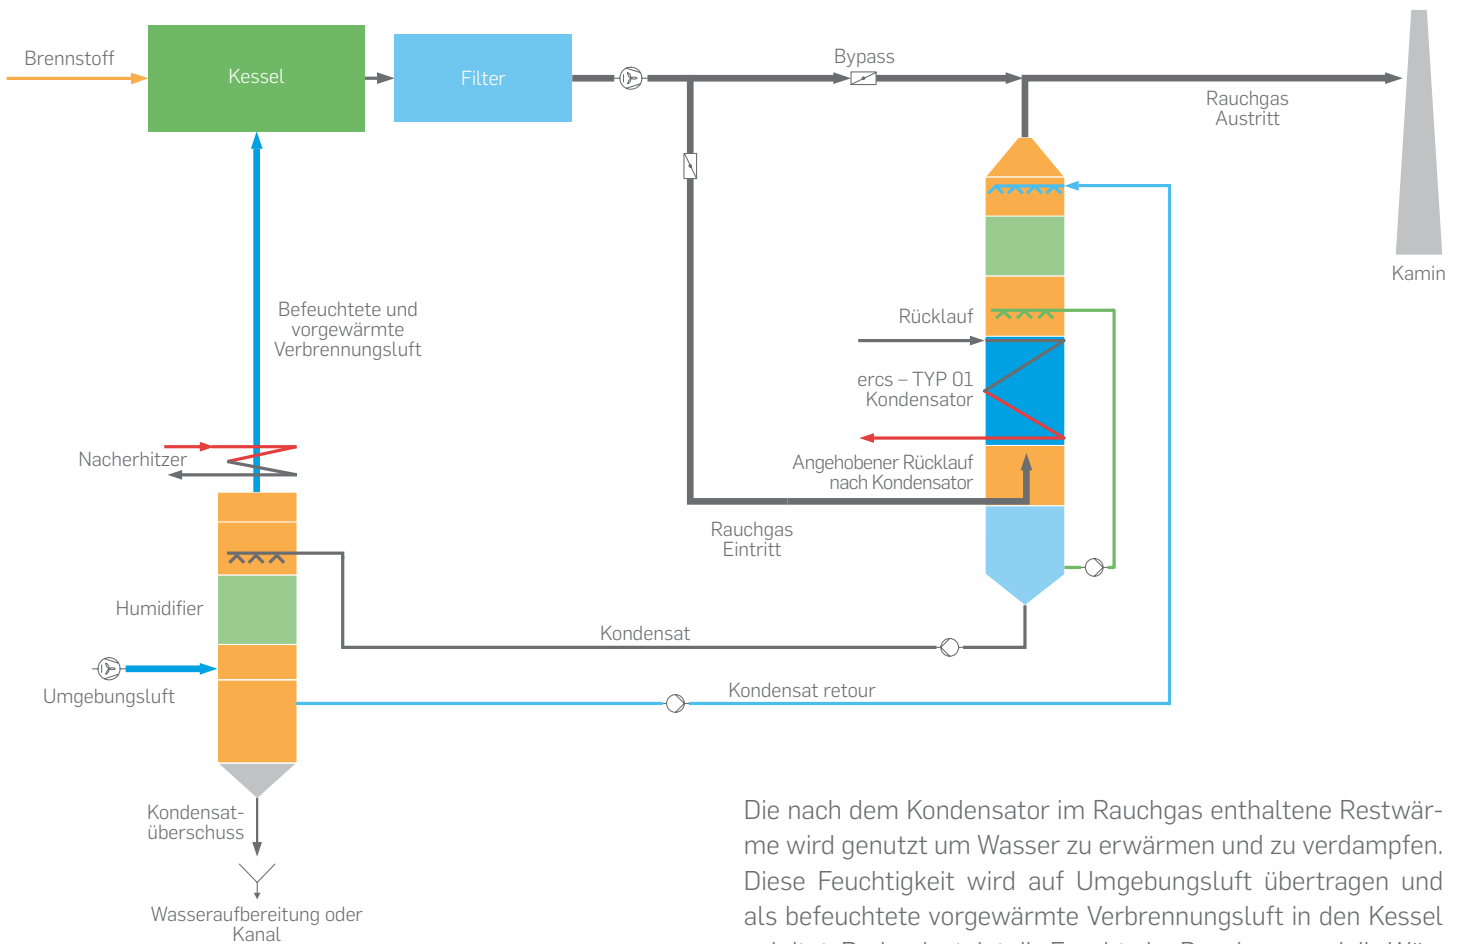 Brennstoff
Kessel
Filter
Bypass
Rauchgas
Austritt
Kamin
Befeuchtete und
vorgewärmte
Verbrennungsluft
Rücklauf
ercs – TYP 01
Kondensator
Nacherhitzer
Angehobener Rücklauf
nach Kondensator
Rauchgas
Eintritt
Humidifier
Kondensat
Umgebungsluft
Kondensat retour
Kondensat-
überschuss
Wasseraufbereitung oder
Kanal
Die nach dem Kondensator im Rauchgas enthaltene Restwär-
me wird genutzt um Wasser zu erwärmen und zu verdampfen.
Diese Feuchtigkeit wird auf Umgebungsluft übertragen und
als befeuchtete vorgewärmte Verbrennungsluft in den Kessel